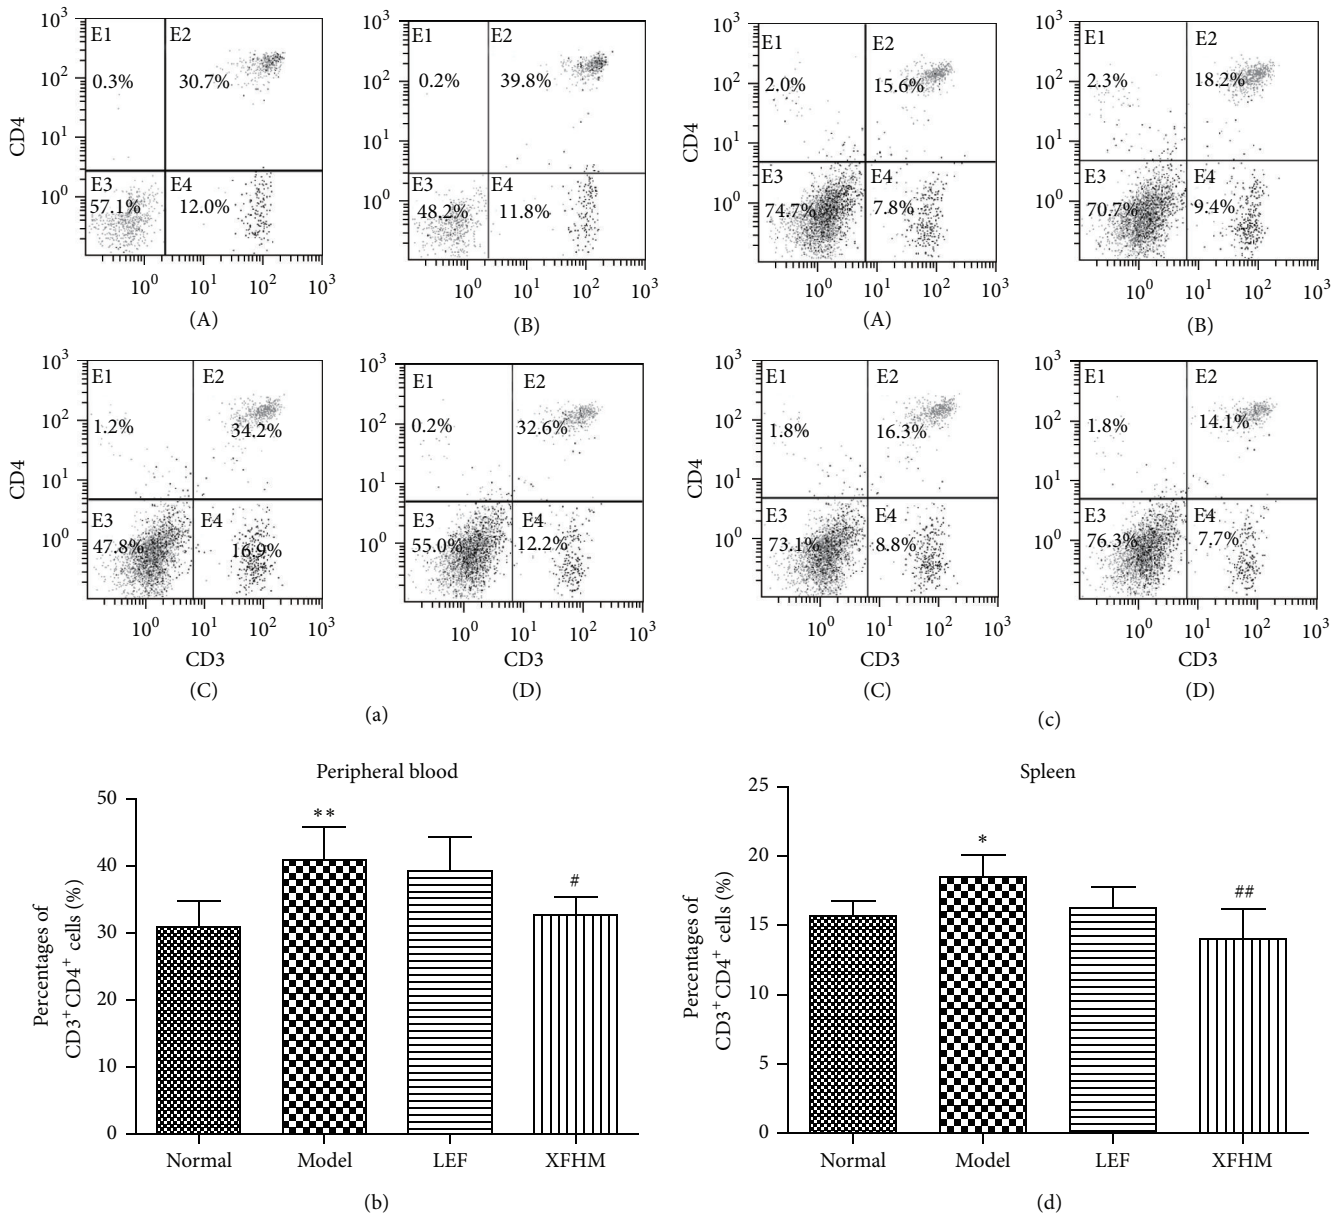 10³
10²
10¹
10⁰
CD4
E1
E2
0.3%
30.7%
E3
E4
57.1%
12.0%
10⁰ 10¹ 10² 10³
(A)
10³
10²
10¹
10⁰
E1
E2
0.2%
39.8%
E3
E4
48.2%
11.8%
10⁰ 10¹ 10² 10³
(B)
10³
10²
10¹
10⁰
CD4
E1
E2
1.2%
34.2%
E3
E4
47.8%
16.9%
10⁰ 10¹ 10² 10³
CD3
(C)
10³
10²
10¹
10⁰
E1
E2
0.2%
32.6%
E3
E4
55.0%
12.2%
10⁰ 10¹ 10² 10³
CD3
(D)
(a)
10³
10²
10¹
10⁰
CD4
E1
E2
2.0%
15.6%
E3
E4
74.7%
7.8%
10⁰ 10¹ 10² 10³
(A)
10³
10²
10¹
10⁰
E1
E2
2.3%
18.2%
E3
E4
70.7%
9.4%
10⁰ 10¹ 10² 10³
(B)
10³
10²
10¹
10⁰
CD4
E1
E2
1.8%
16.3%
E3
E4
73.1%
8.8%
10⁰ 10¹ 10² 10³
CD3
(C)
10³
10²
10¹
10⁰
E1
E2
1.8%
14.1%
E3
E4
76.3%
7.7%
10⁰ 10¹ 10² 10³
CD3
(D)
(c)
Peripheral blood
Percentages of
CD3⁺CD4⁺ cells (%)
50
40
30
20
10
0
**
#
Normal Model LEF XFHM
(b)
Spleen
Percentages of
CD3⁺CD4⁺ cells (%)
25
20
15
10
5
0
*
##
Normal Model LEF XFHM
(d)